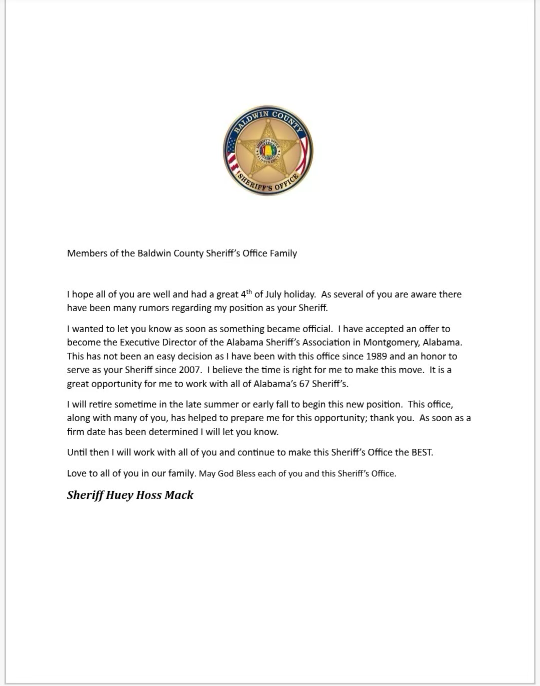 BALDWIN COUNTY
SHERIFF'S OFFICE
Members of the Baldwin County Sheriff's Office Family
I hope all of you are well and had a great 4th of July holiday.  As several of you are aware there
have been many rumors regarding my position as your Sheriff.
I wanted to let you know as soon as something became official.  I have accepted an offer to
become the Executive Director of the Alabama Sheriff's Association in Montgomery, Alabama.
This has not been an easy decision as I have been with this office since 1989 and an honor to
serve as your Sheriff since 2007.  I believe the time is right for me to make this move.  It is a
great opportunity for me to work with all of Alabama's 67 Sheriff's.
I will retire sometime in the late summer or early fall to begin this new position.  This office,
along with many of you, has helped to prepare me for this opportunity; thank you.  As soon as a
firm date has been determined I will let you know.
Until then I will work with all of you and continue to make this Sheriff's Office the BEST.
Love to all of you in our family. May God Bless each of you and this Sheriff's Office.
Sheriff Huey Hoss Mack